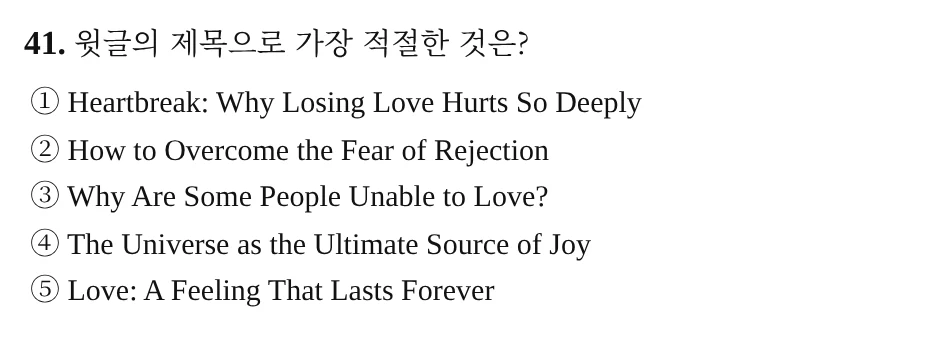 41. 윗글의 제목으로 가장 적절한 것은?
① Heartbreak: Why Losing Love Hurts So Deeply
② How to Overcome the Fear of Rejection
③ Why Are Some People Unable to Love?
④ The Universe as the Ultimate Source of Joy
⑤ Love: A Feeling That Lasts Forever